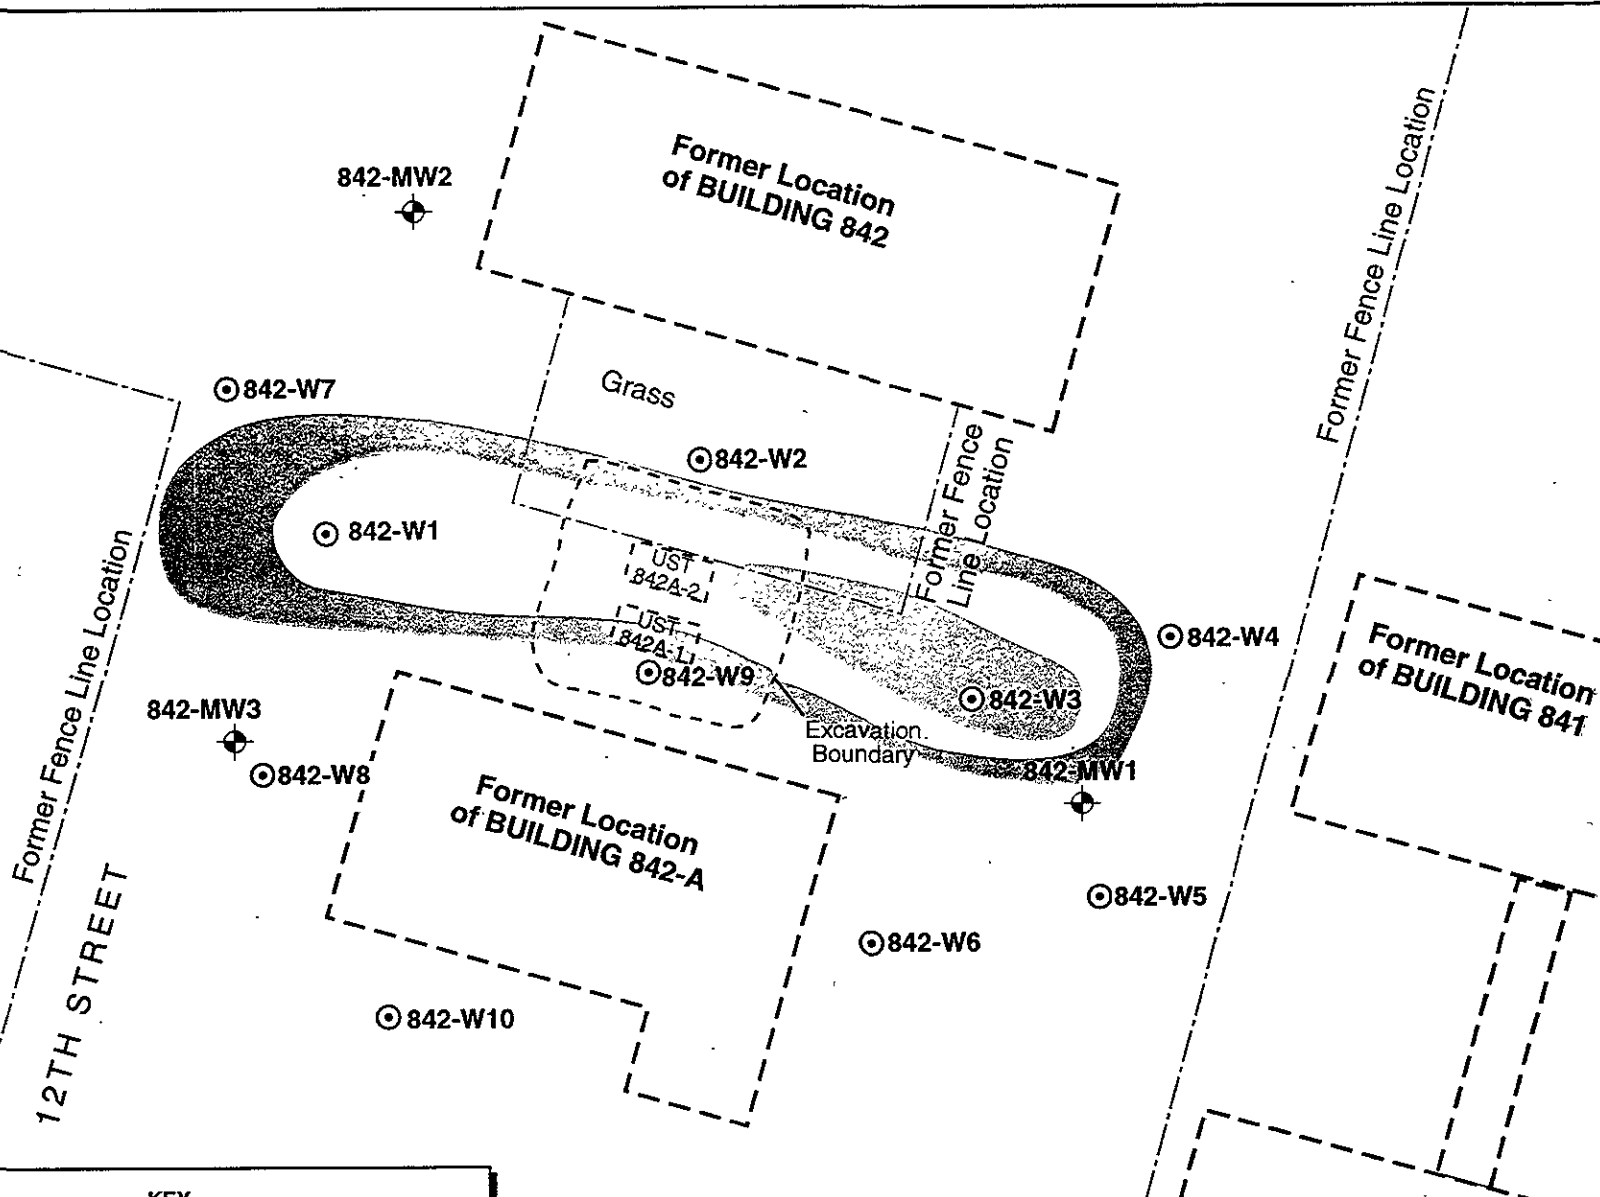 Former Location
of BUILDING 842
842-MW2
Former Fence Line Location
842-W7
Grass
842-W2
Former Fence
Line Location
842-W1
UST
842A-2
UST
842A-1
842-W9
842-W3
842-W4
Former Location
of BUILDING 841
Excavation
Boundary
842-MW1
Former Fence Line Location
842-MW3
842-W8
Former Location
of BUILDING 842-A
842-W5
842-W6
842-W10
12TH STREET
KEY